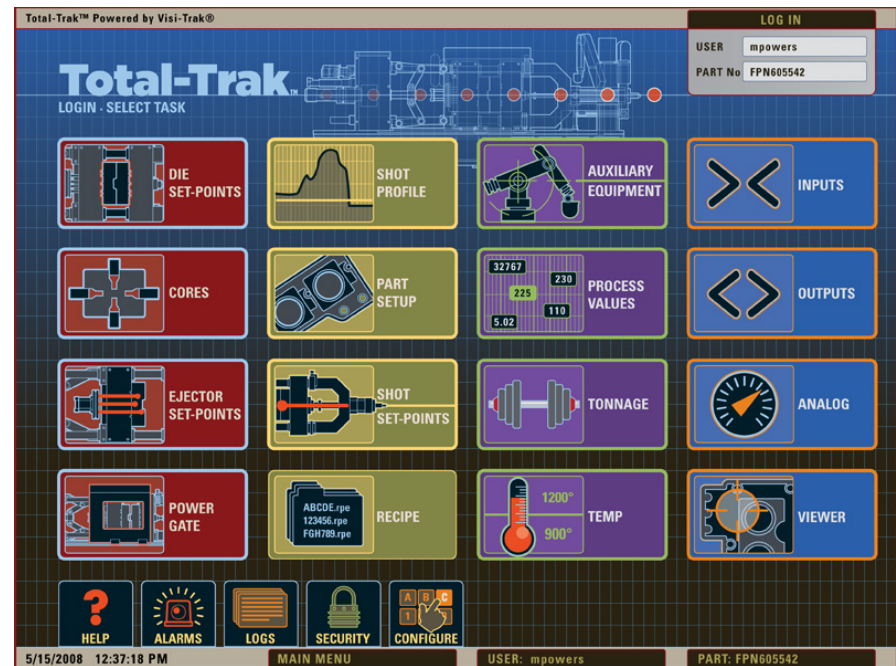 Total-Trak™ Powered by Visi-Trak®
LOG IN
USER mpowers
PART No FPN605542
Total-Trak™
LOGIN - SELECT TASK
DIE
SET-POINTS
SHOT
PROFILE
AUXILIARY
EQUIPMENT
INPUTS
CORES
PART
SETUP
32767
230
225
110
5.02
PROCESS
VALUES
OUTPUTS
EJECTOR
SET-POINTS
SHOT
SET-POINTS
TONNAGE
ANALOG
POWER
GATE
ABCDE.rpe
123456.rpe
FGH789.rpe
RECIPE
1200°
900°
TEMP
VIEWER
HELP
ALARMS
LOGS
SECURITY
A B C
1
CONFIGURE
5/15/2008 12:37:18 PM
MAIN MENU
USER: mpowers
PART: FPN605542